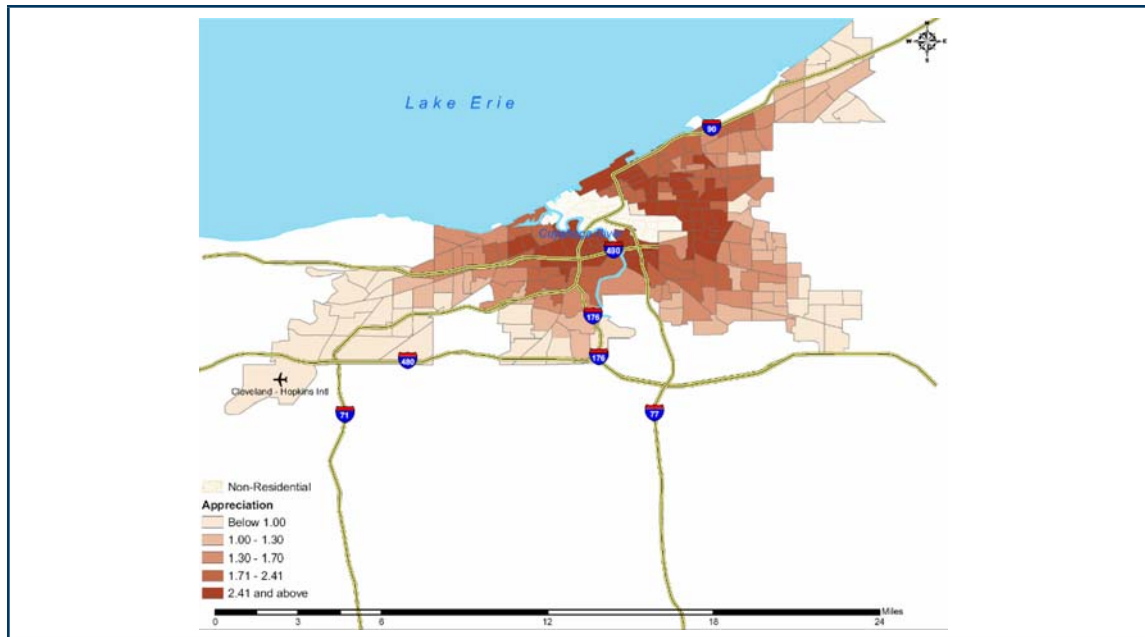 W
E
S
Lake Erie
90
490
176
176
480
Cleveland - Hopkins Intl
71
77
Non-Residential
Appreciation
Below 1.00
1.00 - 1.30
1.30 - 1.70
1.71 - 2.41
2.41 and above
Miles
0 3 6 12 18 24